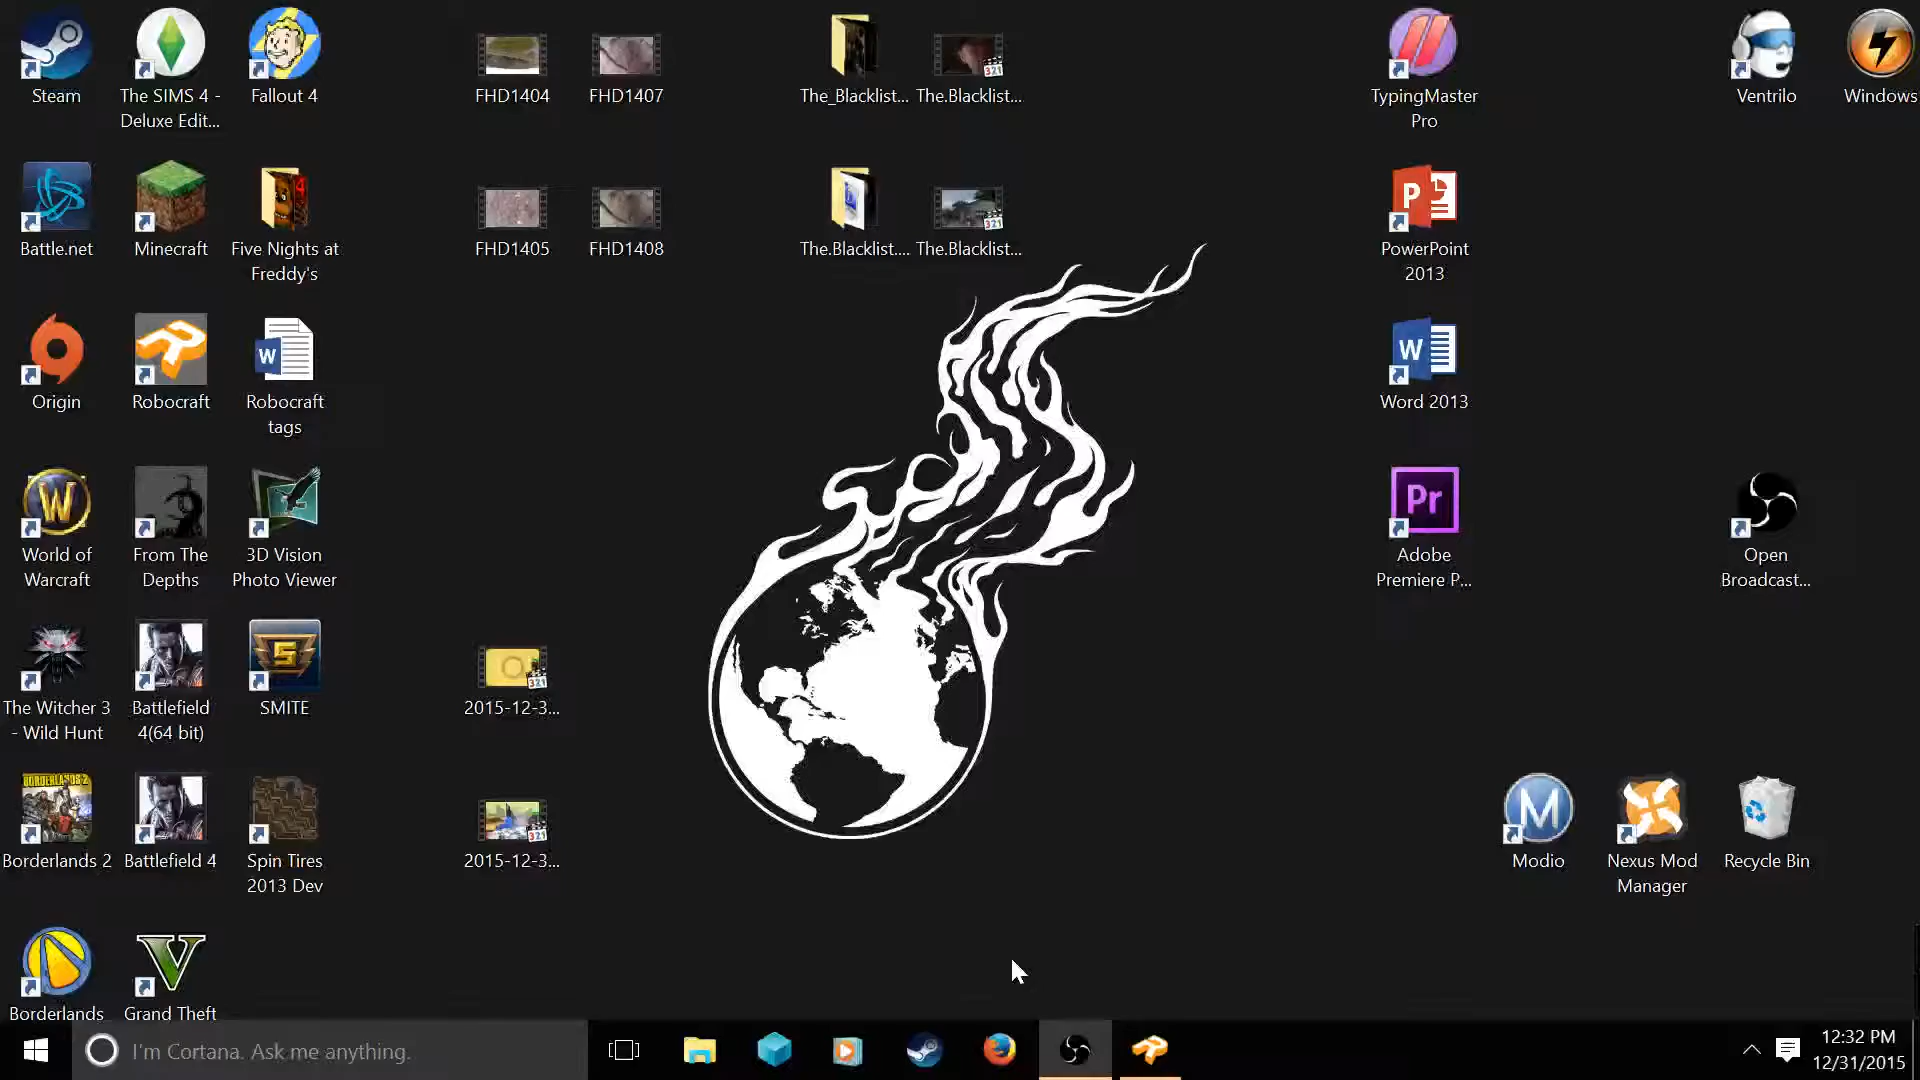 Steam
The SIMS 4 -
Deluxe Edit...
Fallout 4
FHD1404
FHD1407
The_Blacklist...
The.Blacklist...
TypingMaster
Pro
Ventrilo
Windows
Battle.net
Minecraft
Five Nights at
Freddy's
FHD1405
FHD1408
The.Blacklist....
The.Blacklist...
PowerPoint
2013
Origin
Robocraft
Robocraft
tags
Word 2013
World of
Warcraft
From The
Depths
3D Vision
Photo Viewer
Adobe
Premiere P...
Open
Broadcast...
The Witcher 3
- Wild Hunt
Battlefield
4(64 bit)
SMITE
2015-12-3...
Borderlands 2
Battlefield 4
Spin Tires
2013 Dev
2015-12-3...
Modio
Nexus Mod
Manager
Recycle Bin
Borderlands
Grand Theft
I'm Cortana. Ask me anything.
12:32 PM
12/31/2015